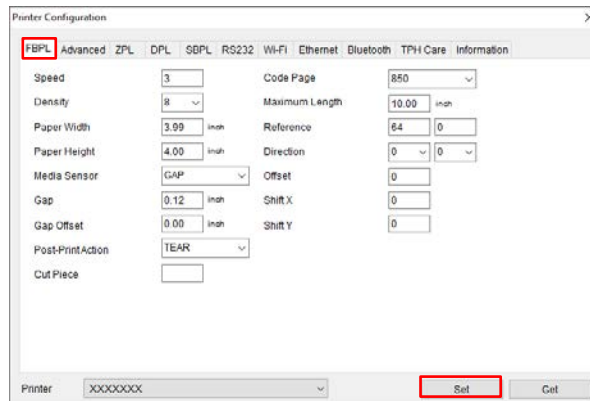 Printer Configuration
FBPL Advanced ZPL DPL SBPL RS232 Wi-Fi Ethernet Bluetooth TPH Care Information
Speed 3 Code Page 850
Density 8 Maximum Length 10.00 inch
Paper Width 3.99 inch Reference 64 0
Paper Height 4.00 inch Direction 0 0
Media Sensor GAP Offset 0
Gap 0.12 inch Shift X 0
Gap Offset 0.00 inch Shift Y 0
Post-Print Action TEAR
Cut Piece
Printer XXXXXXX Set Get